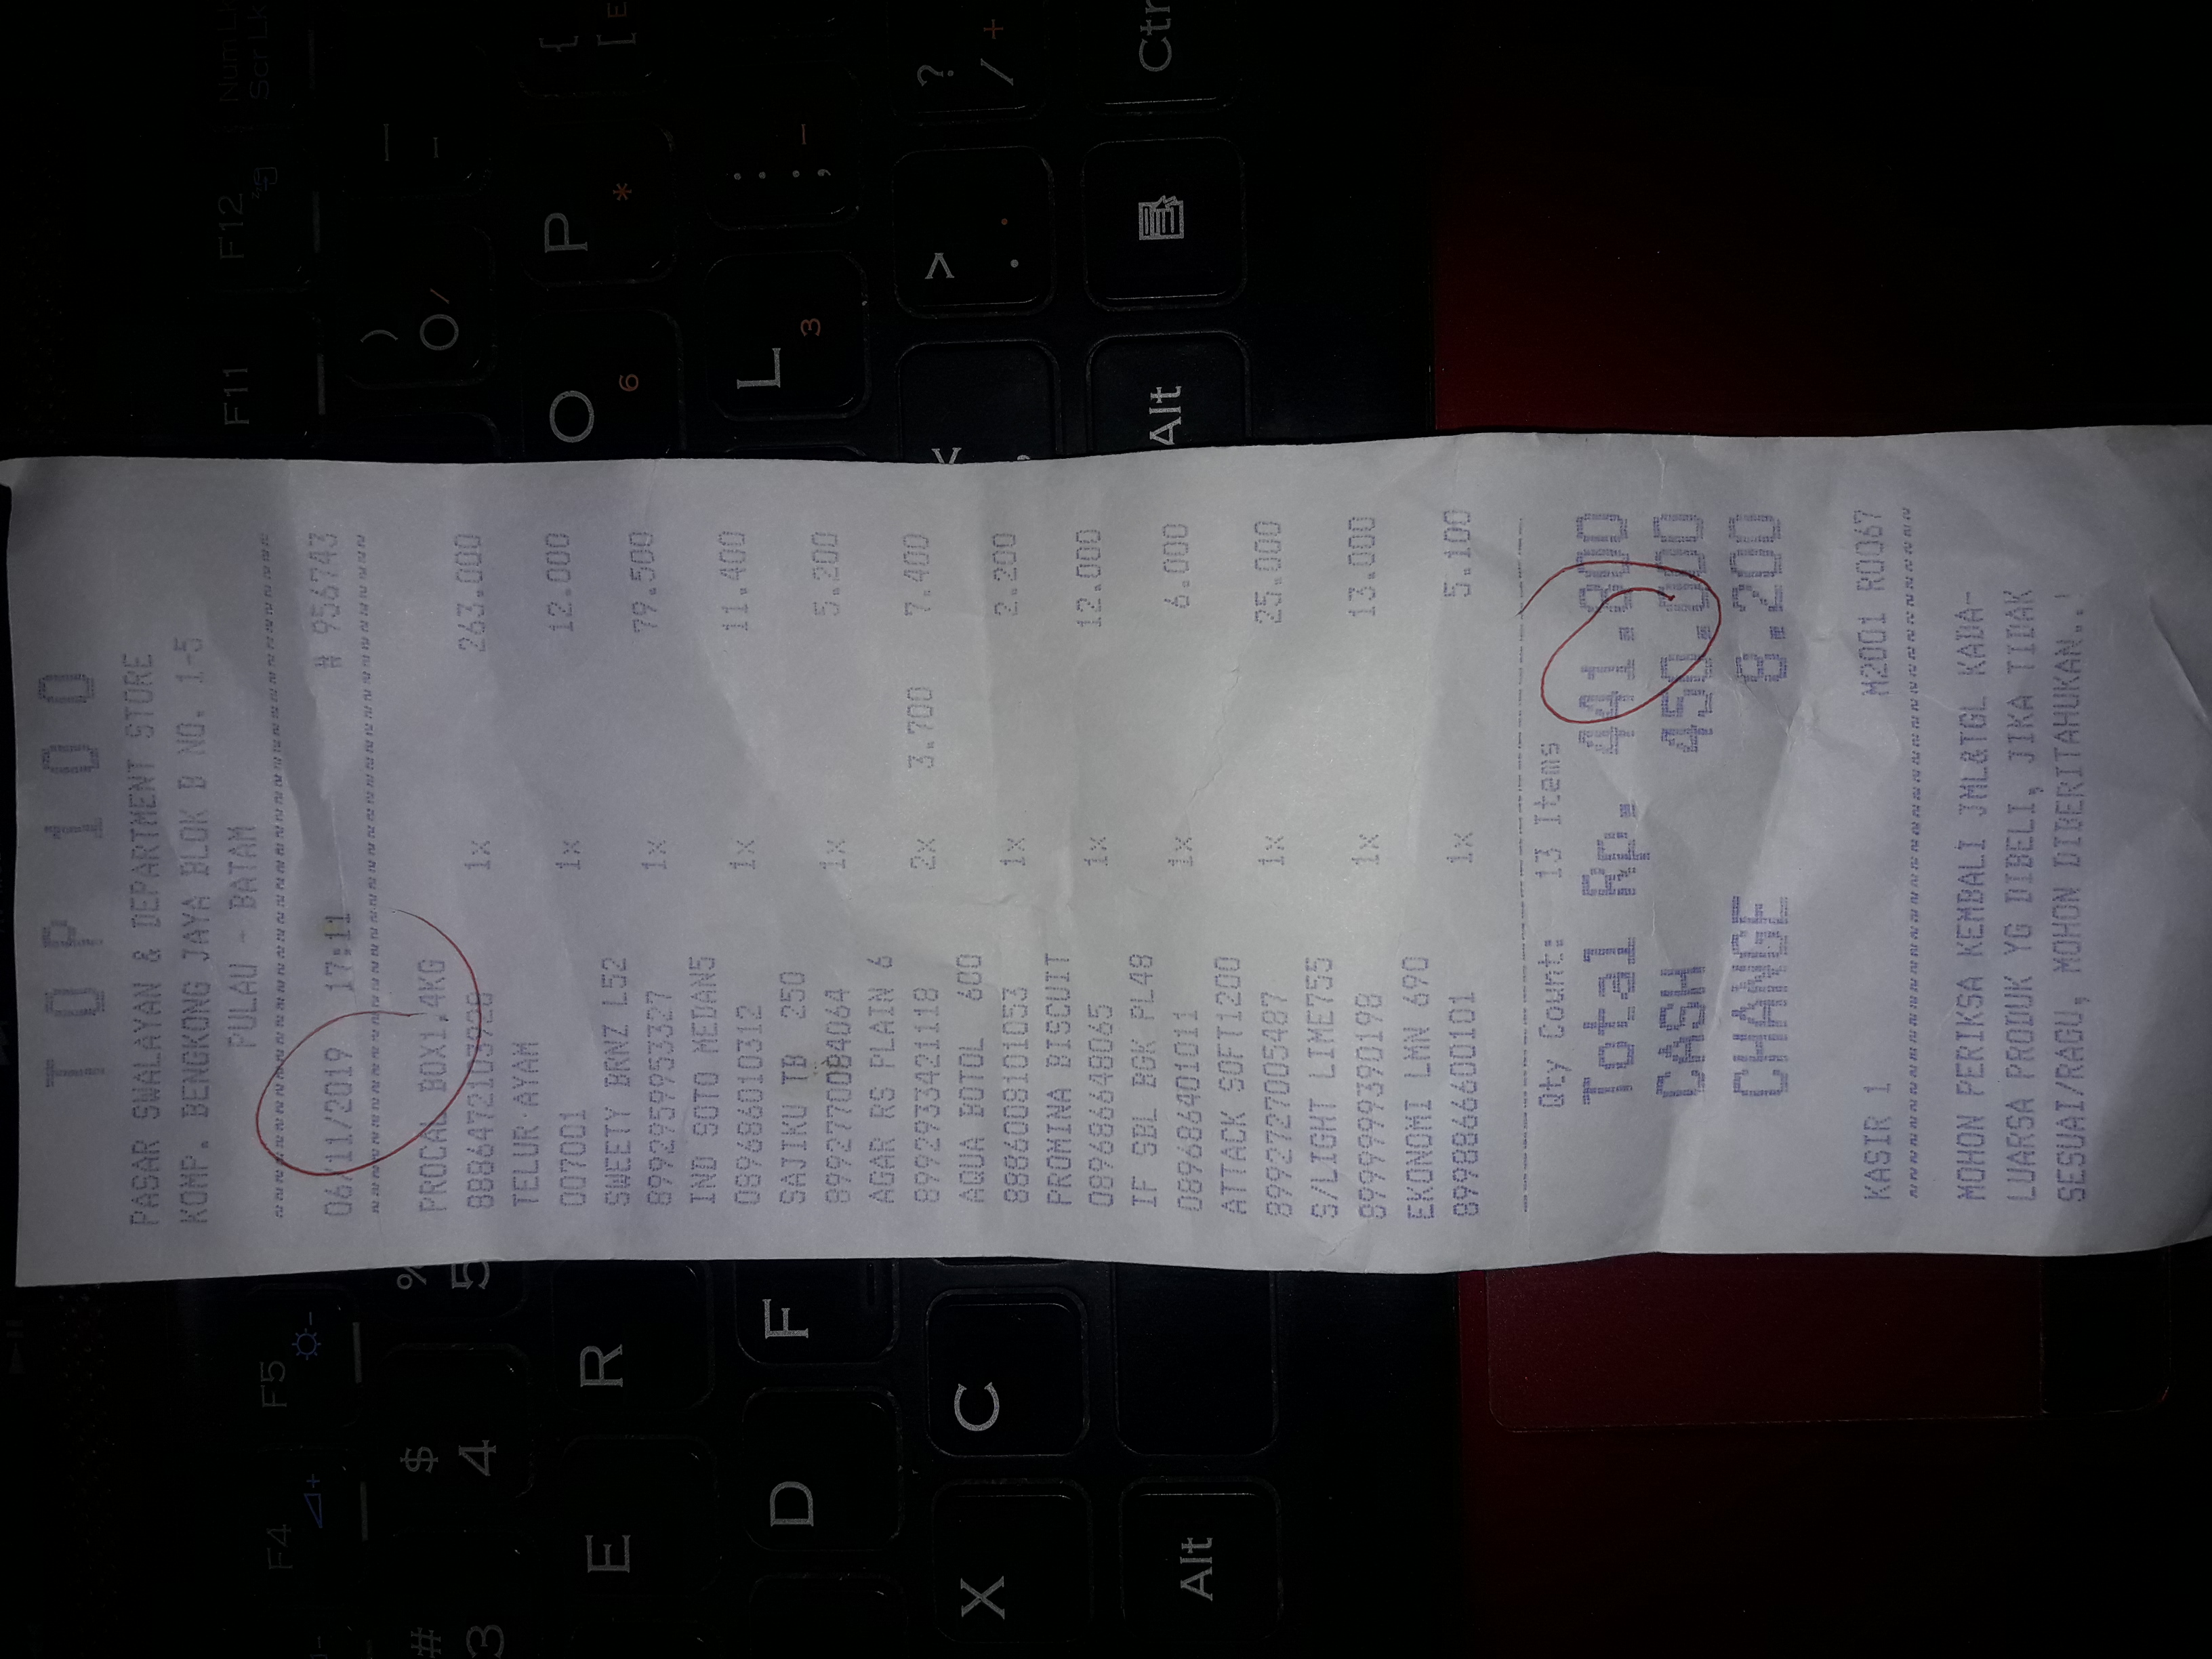 TOP 100
PASAR SWALAYAN & DEPARTMENT STORE
KOMP. BENGKONG JAYA BLOK B NO. 1-5
PULAU - BATAM
06/11/2019 17:11 # 956743
PROCAL BOX1.4KG
8886472103928 1x 263.000
TELUR AYAM
007001 1x 12.000
SWEETY BRNZ L52
8992959953327 1x 79.500
IND SOTO MEDAN5
089686010312 1x 11.400
SAJIKU TB 250
8992770084064 1x 5.200
AGAR RS PLAIN 6
8992933421118 2x 3.700 7.400
AQUA BOTOL 600
8886008101053 1x 2.200
PROMINA BISCUIT
089686648065 1x 12.000
IF SBL BGK PL48
089686401011 1x 6.000
ATTACK SOFT1200
8992727005487 1x 25.000
S/LIGHT LIME755
8999999390198 1x 13.000
EKONOMI LMN 690
8998866600101 1x 5.100
Qty Count: 13 Items
Total Rp. 441.800
CASH 450.000
CHANGE 8.200
KASIR 1 M2001 R0067
MOHON PERIKSA KEMBALI JML&TGL KADA-
LUARSA PRODUK YG DIBELI, JIKA TIDAK
SESUAI/RAGU, MOHON DIBERITAHUKAN..!
F4 F5 F11 F12 Num Lk
Scr Lk
# $ % )
3 4 5 O /
E R O 6 P * { [
D F L 3 : ; -
X C < > . ? / +
Alt Alt Ctr